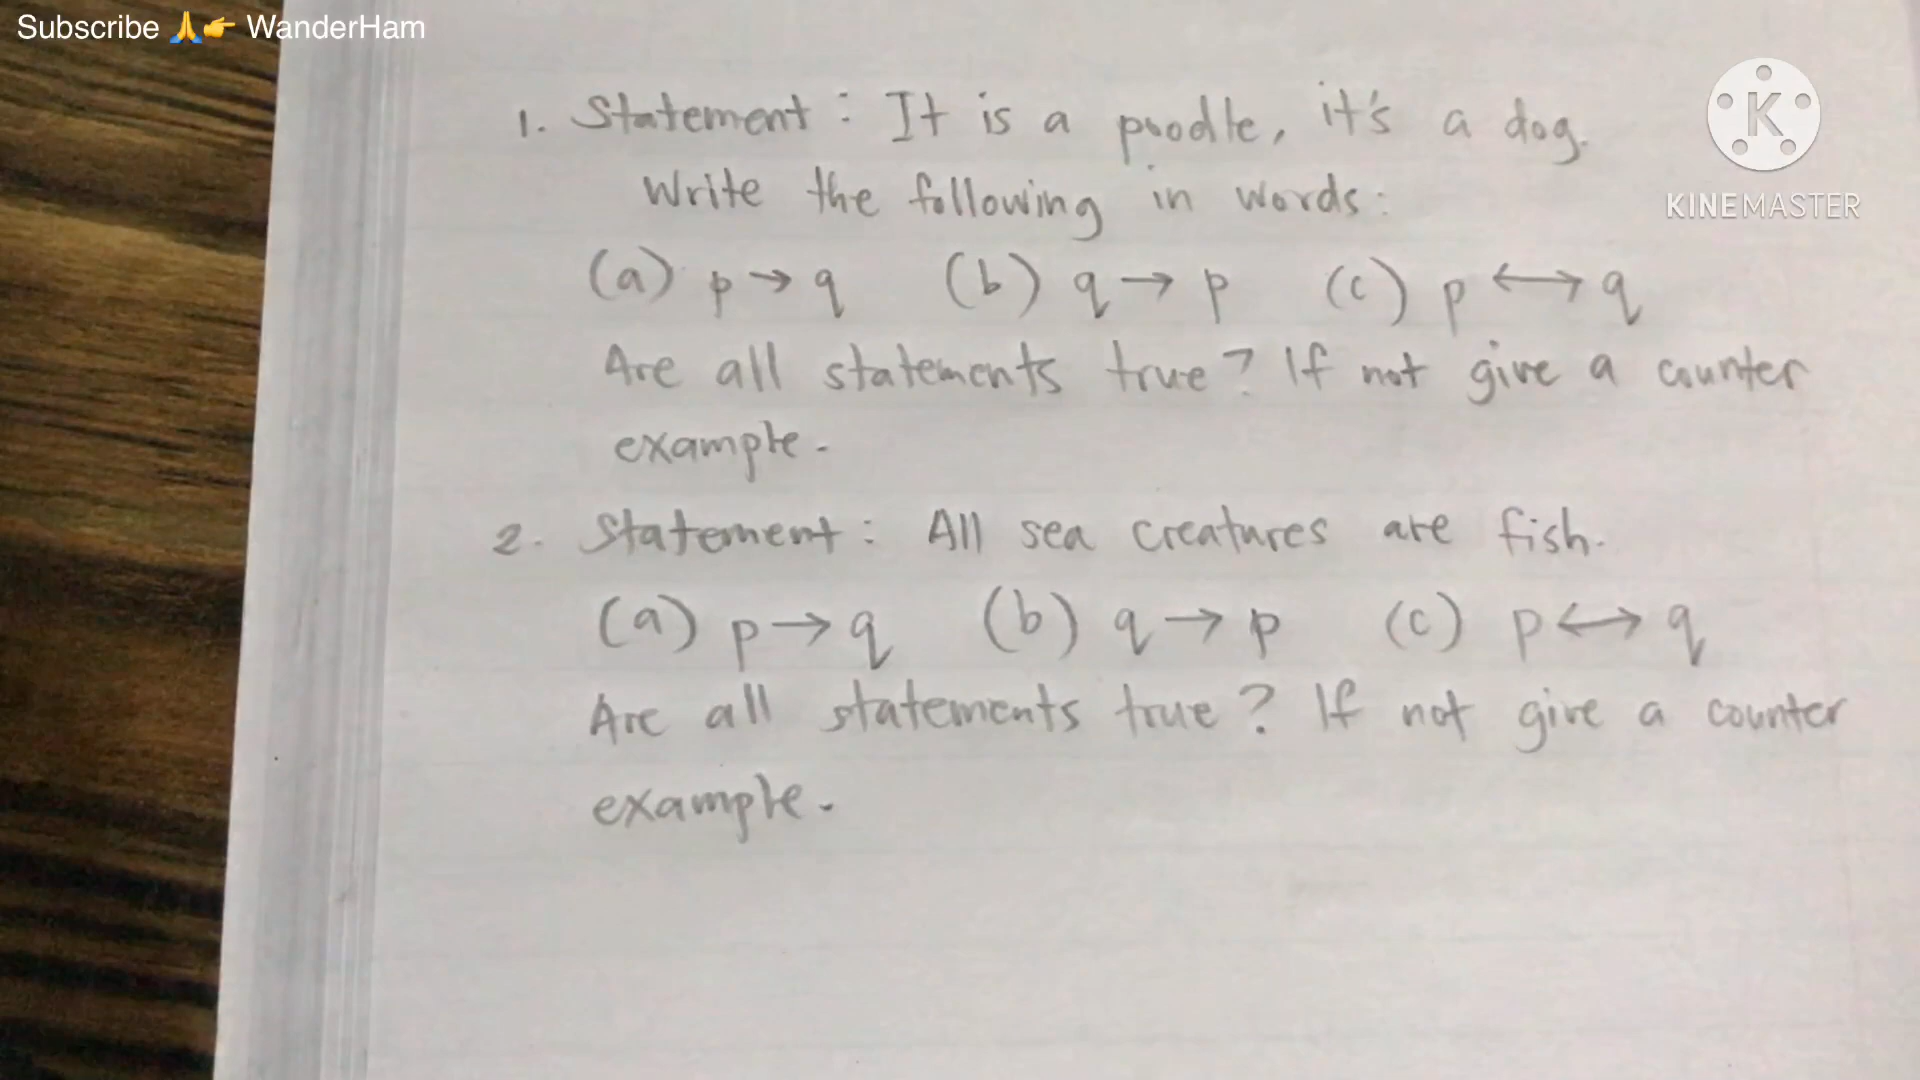 Subscribe 🙏👉 WanderHam
KINEMASTER
1. Statement : It is a poodle, it's a dog.
Write the following in words:
(a) p → q (b) q → p (c) p ↔ q
Are all statements true? If not give a counter
example.
2. Statement : All sea creatures are fish.
(a) p → q (b) q → p (c) p ↔ q
Are all statements true? If not give a counter
example.